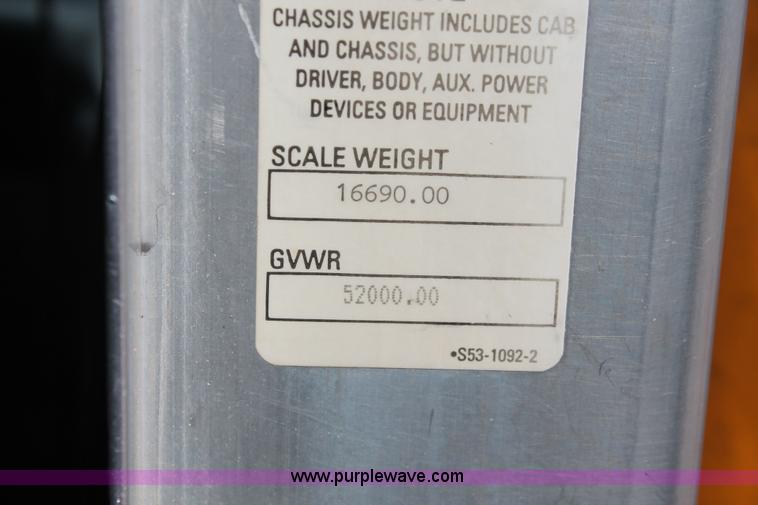 CHASSIS WEIGHT INCLUDES CAB
AND CHASSIS, BUT WITHOUT
DRIVER, BODY, AUX. POWER
DEVICES OR EQUIPMENT
SCALE WEIGHT
16690.00
GVWR
52000.00
•S53-1092-2
www.purplewave.com